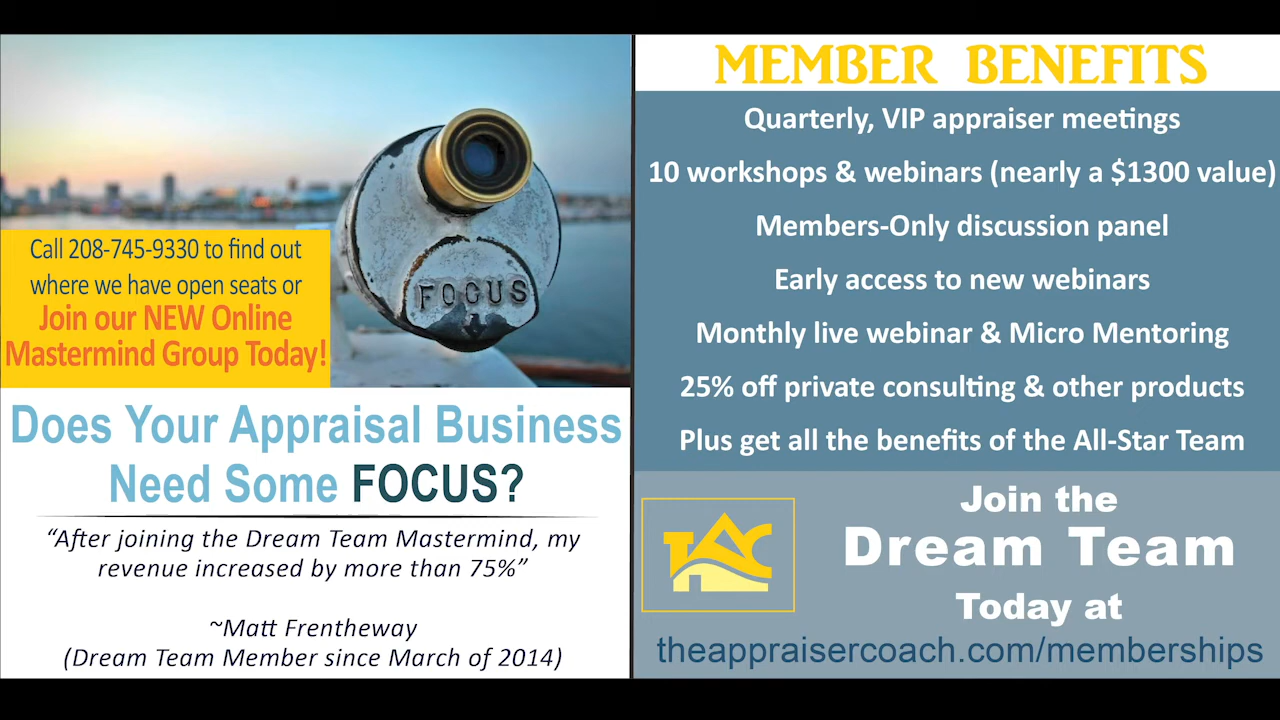 Call 208-745-9330 to find out
where we have open seats or
Join our NEW Online
Mastermind Group Today!
FOCUS
Does Your Appraisal Business
Need Some FOCUS?
“After joining the Dream Team Mastermind, my
revenue increased by more than 75%”
~Matt Frentheway
(Dream Team Member since March of 2014)
MEMBER BENEFITS
Quarterly, VIP appraiser meetings
10 workshops & webinars (nearly a $1300 value)
Members-Only discussion panel
Early access to new webinars
Monthly live webinar & Micro Mentoring
25% off private consulting & other products
Plus get all the benefits of the All-Star Team
TAC
Join the
Dream Team
Today at
theappraisercoach.com/memberships